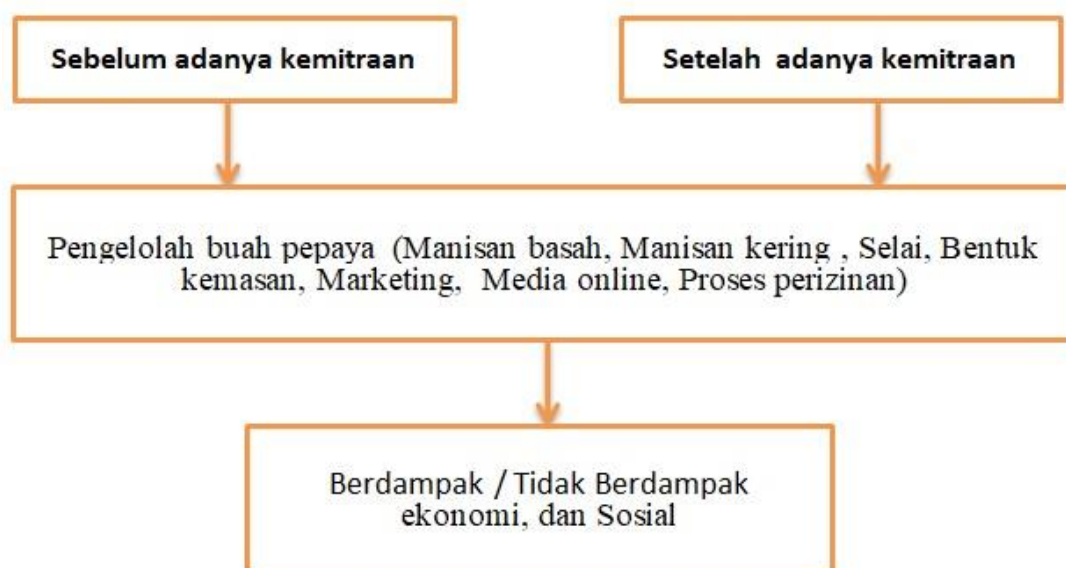 Sebelum adanya kemitraan
Setelah adanya kemitraan
Pengelolah buah pepaya (Manisan basah, Manisan kering , Selai, Bentuk
kemasan, Marketing, Media online, Proses perizinan)
Berdampak / Tidak Berdampak
ekonomi, dan Sosial